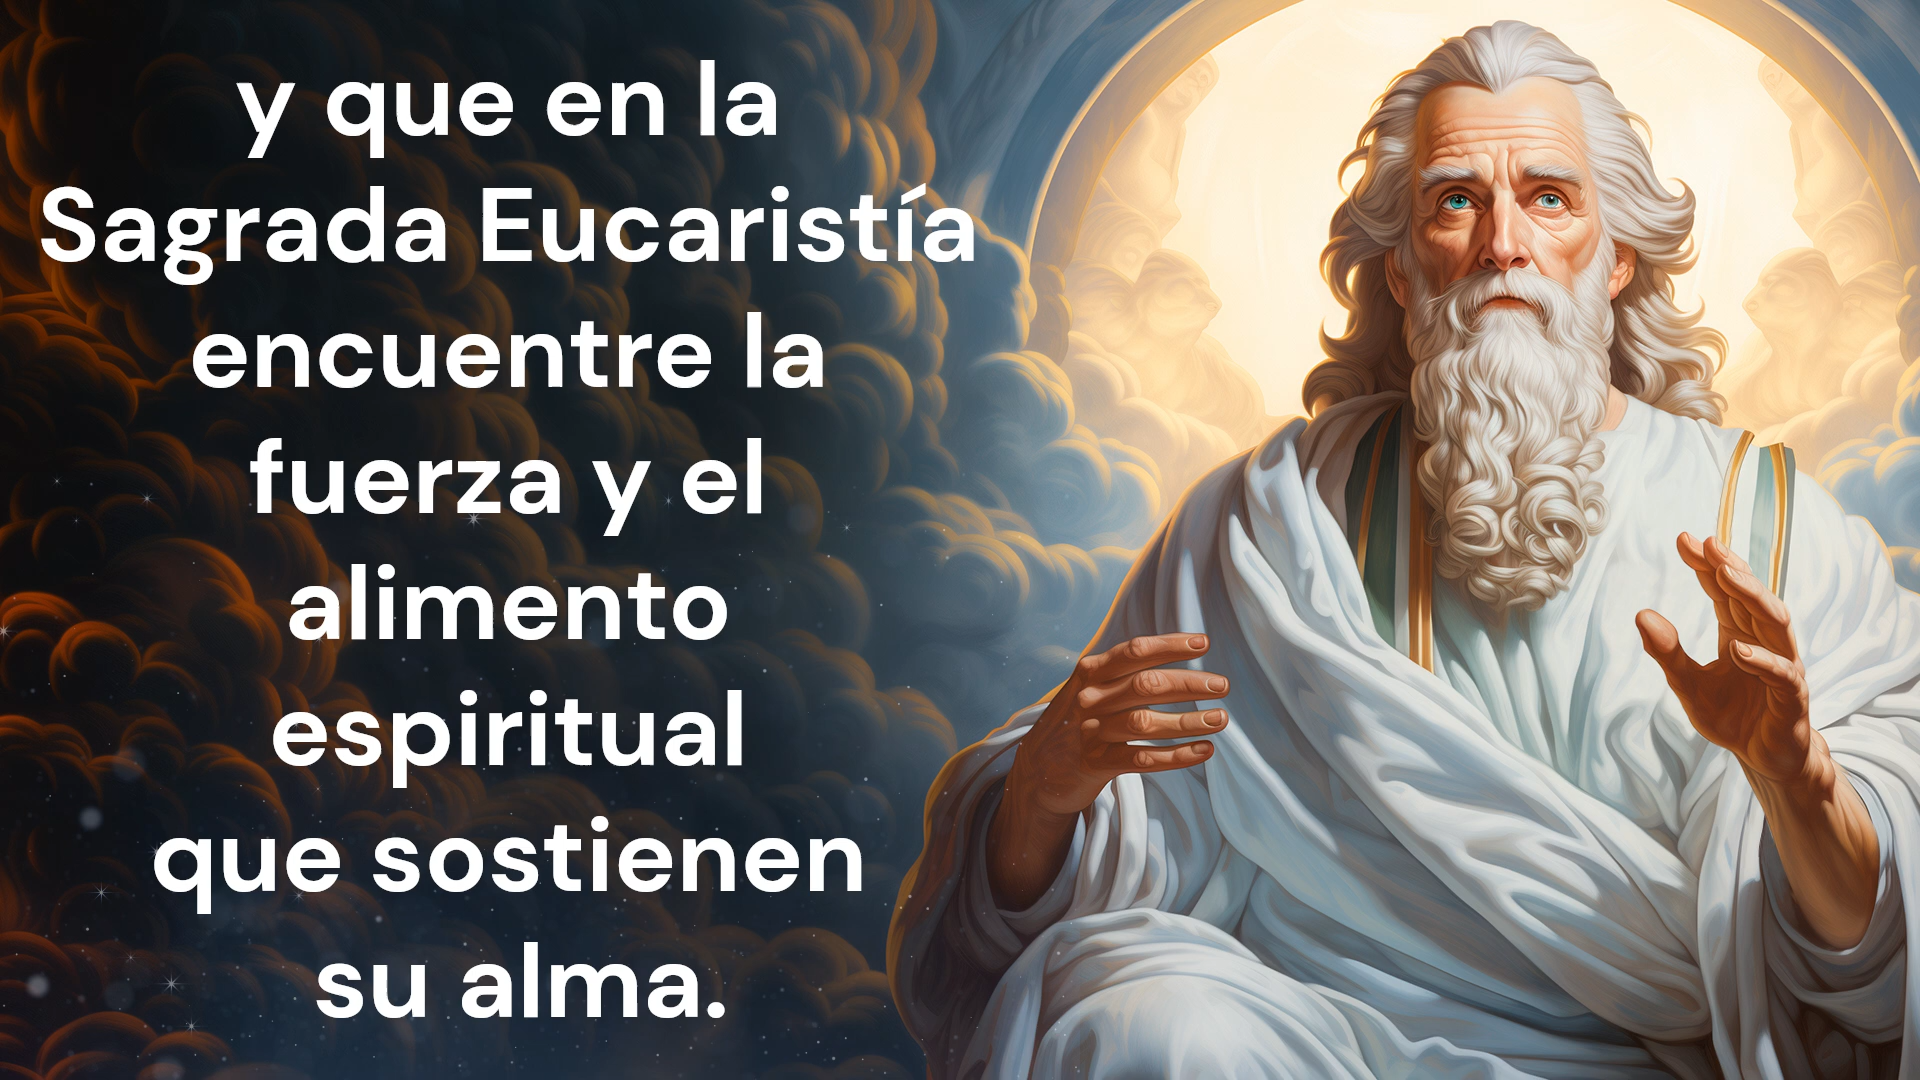 y que en la
Sagrada Eucaristía
encuentre la
fuerza y el
alimento
espiritual
que sostienen
su alma.